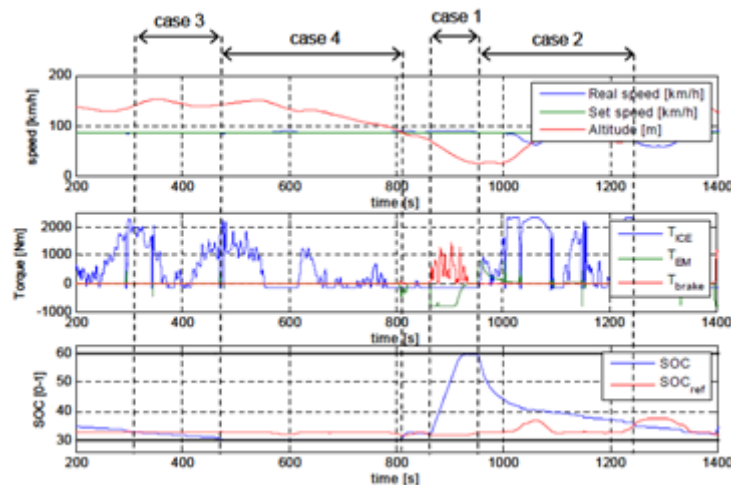 case 3
case 4
case 1
case 2
speed [km/h]
200
100
0
Real speed [km/h]
Set speed [km/h]
Altitude [m]
200 400 600 800 1000 1200 1400
time [s]
Torque [Nm]
2000
1000
0
-1000
T_ICE
T_EM
T_brake
200 400 600 800 1000 1200 1400
time [s]
SOC [0-1]
60
50
40
30
SOC
SOC_ref
200 400 600 800 1000 1200 1400
time [s]